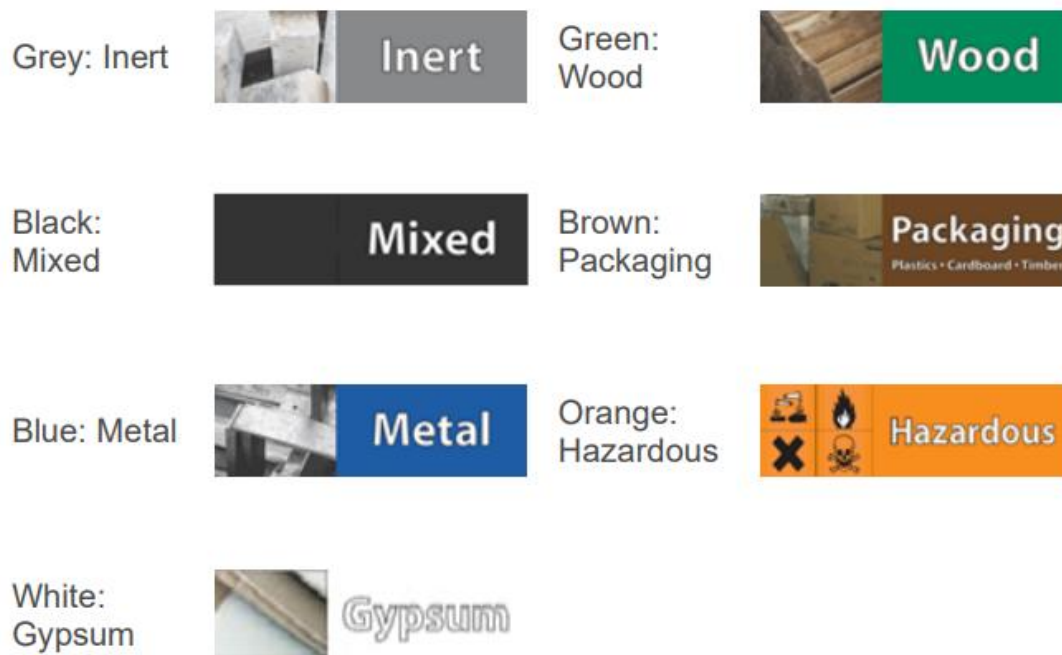 Grey: Inert
Inert
Green:
Wood
Wood
Black:
Mixed
Mixed
Brown:
Packaging
Packaging
Plastics • Cardboard • Timber
Blue: Metal
Metal
Orange:
Hazardous
Hazardous
White:
Gypsum
Gypsum